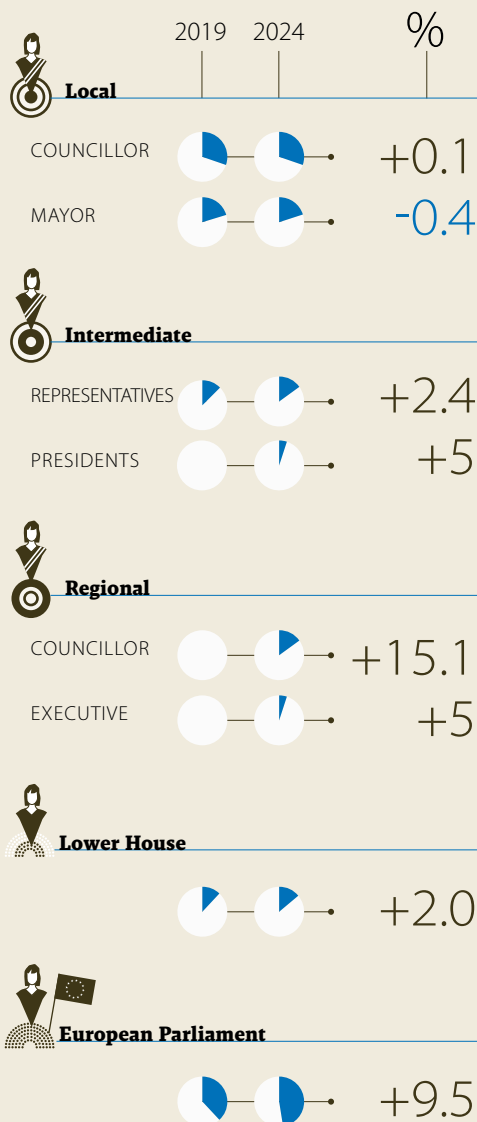 2019 2024 %
Local
COUNCILLOR +0.1
MAYOR -0.4
Intermediate
REPRESENTATIVES +2.4
PRESIDENTS +5
Regional
COUNCILLOR +15.1
EXECUTIVE +5
Lower House
+2.0
European Parliament
+9.5